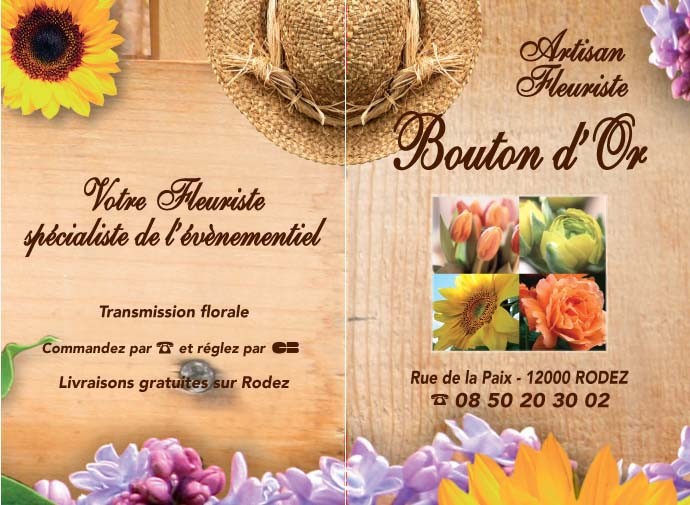 Votre Fleuriste
spécialiste de l'évènementiel
Transmission florale
Commandez par ☎ et réglez par CB
Livraisons gratuites sur Rodez
Artisan
Fleuriste
Bouton d'Or
Rue de la Paix - 12000 RODEZ
☎ 08 50 20 30 02